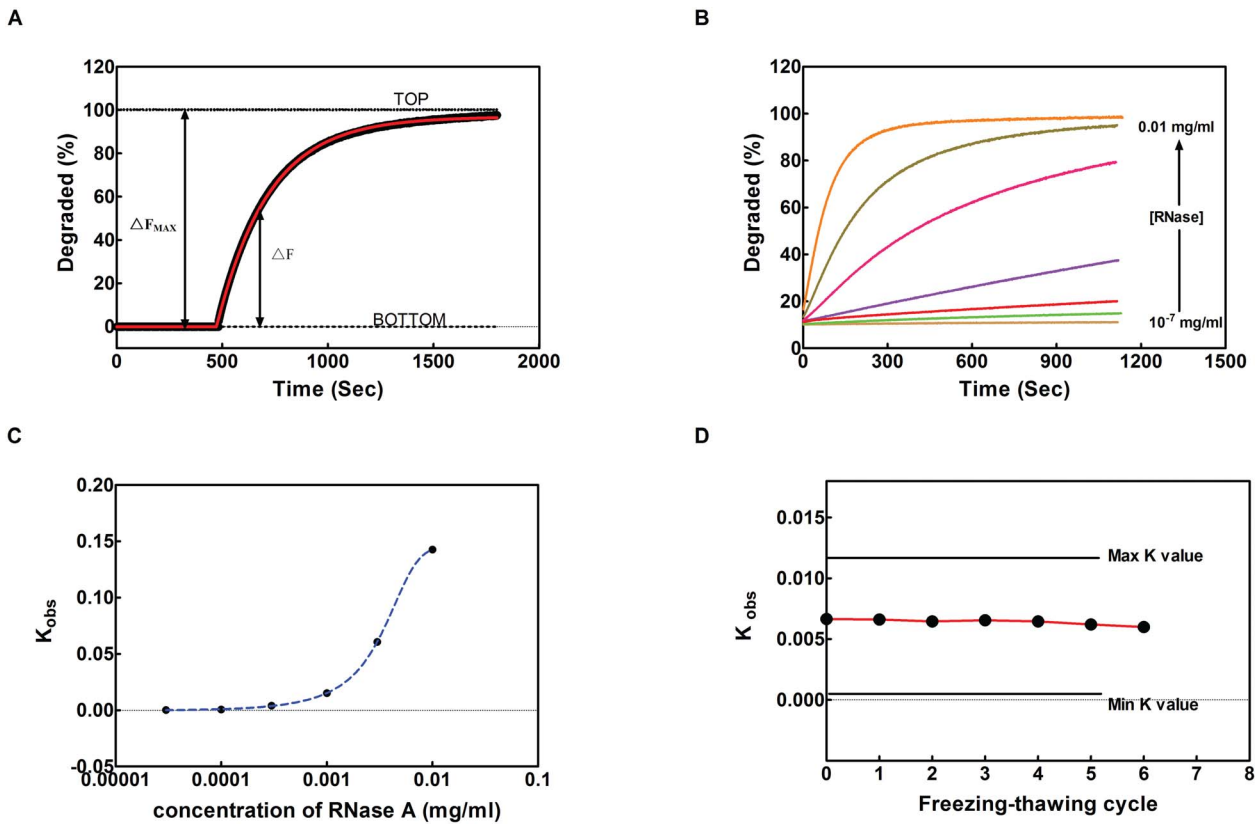 A
120
100
80
60
40
20
0
Degraded (%)
TOP
△F_MAX
△F
BOTTOM
0 500 1000 1500 2000
Time (Sec)
B
120
100
80
60
40
20
0
Degraded (%)
0.01 mg/ml
[RNase]
10⁻⁷ mg/ml
0 300 600 900 1200 1500
Time (Sec)
C
0.20
0.15
0.10
0.05
0.00
-0.05
K_obs
0.00001 0.0001 0.001 0.01 0.1
concentration of RNase A (mg/ml)
D
0.015
0.010
0.005
0.000
K obs
Max K value
Min K value
0 1 2 3 4 5 6 7 8
Freezing-thawing cycle